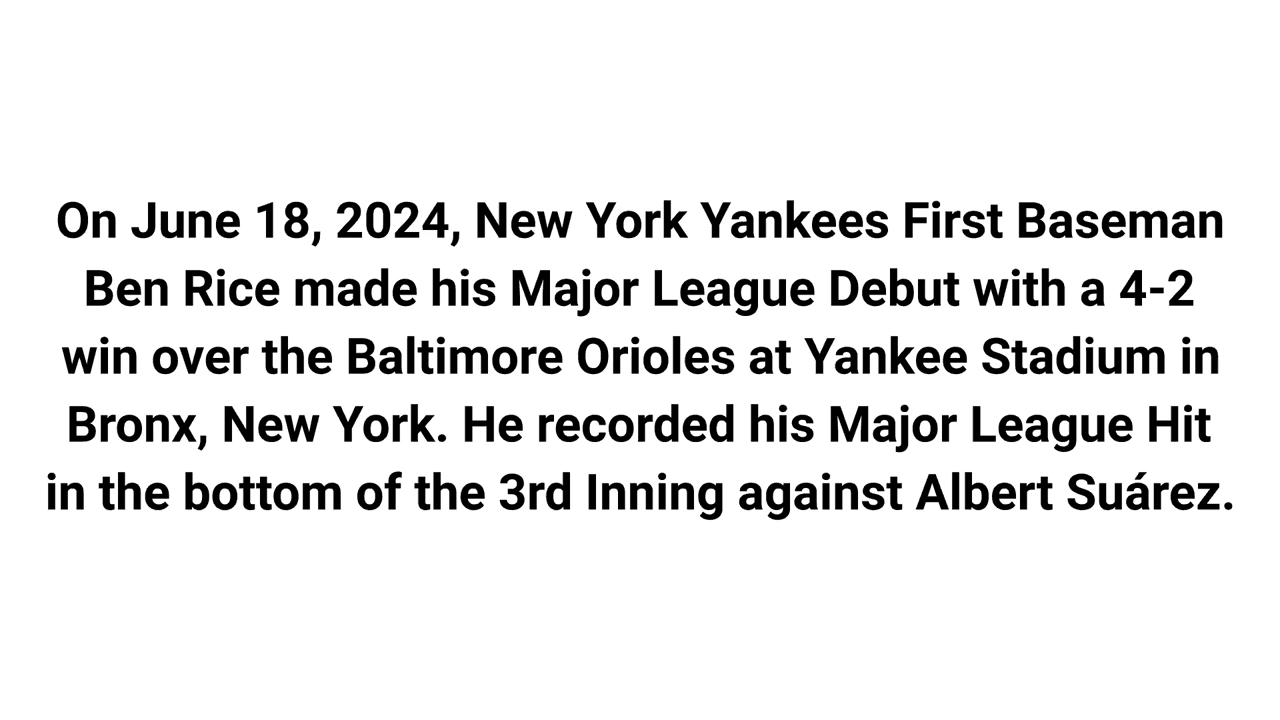 On June 18, 2024, New York Yankees First Baseman
Ben Rice made his Major League Debut with a 4-2
win over the Baltimore Orioles at Yankee Stadium in
Bronx, New York. He recorded his Major League Hit
in the bottom of the 3rd Inning against Albert Suárez.